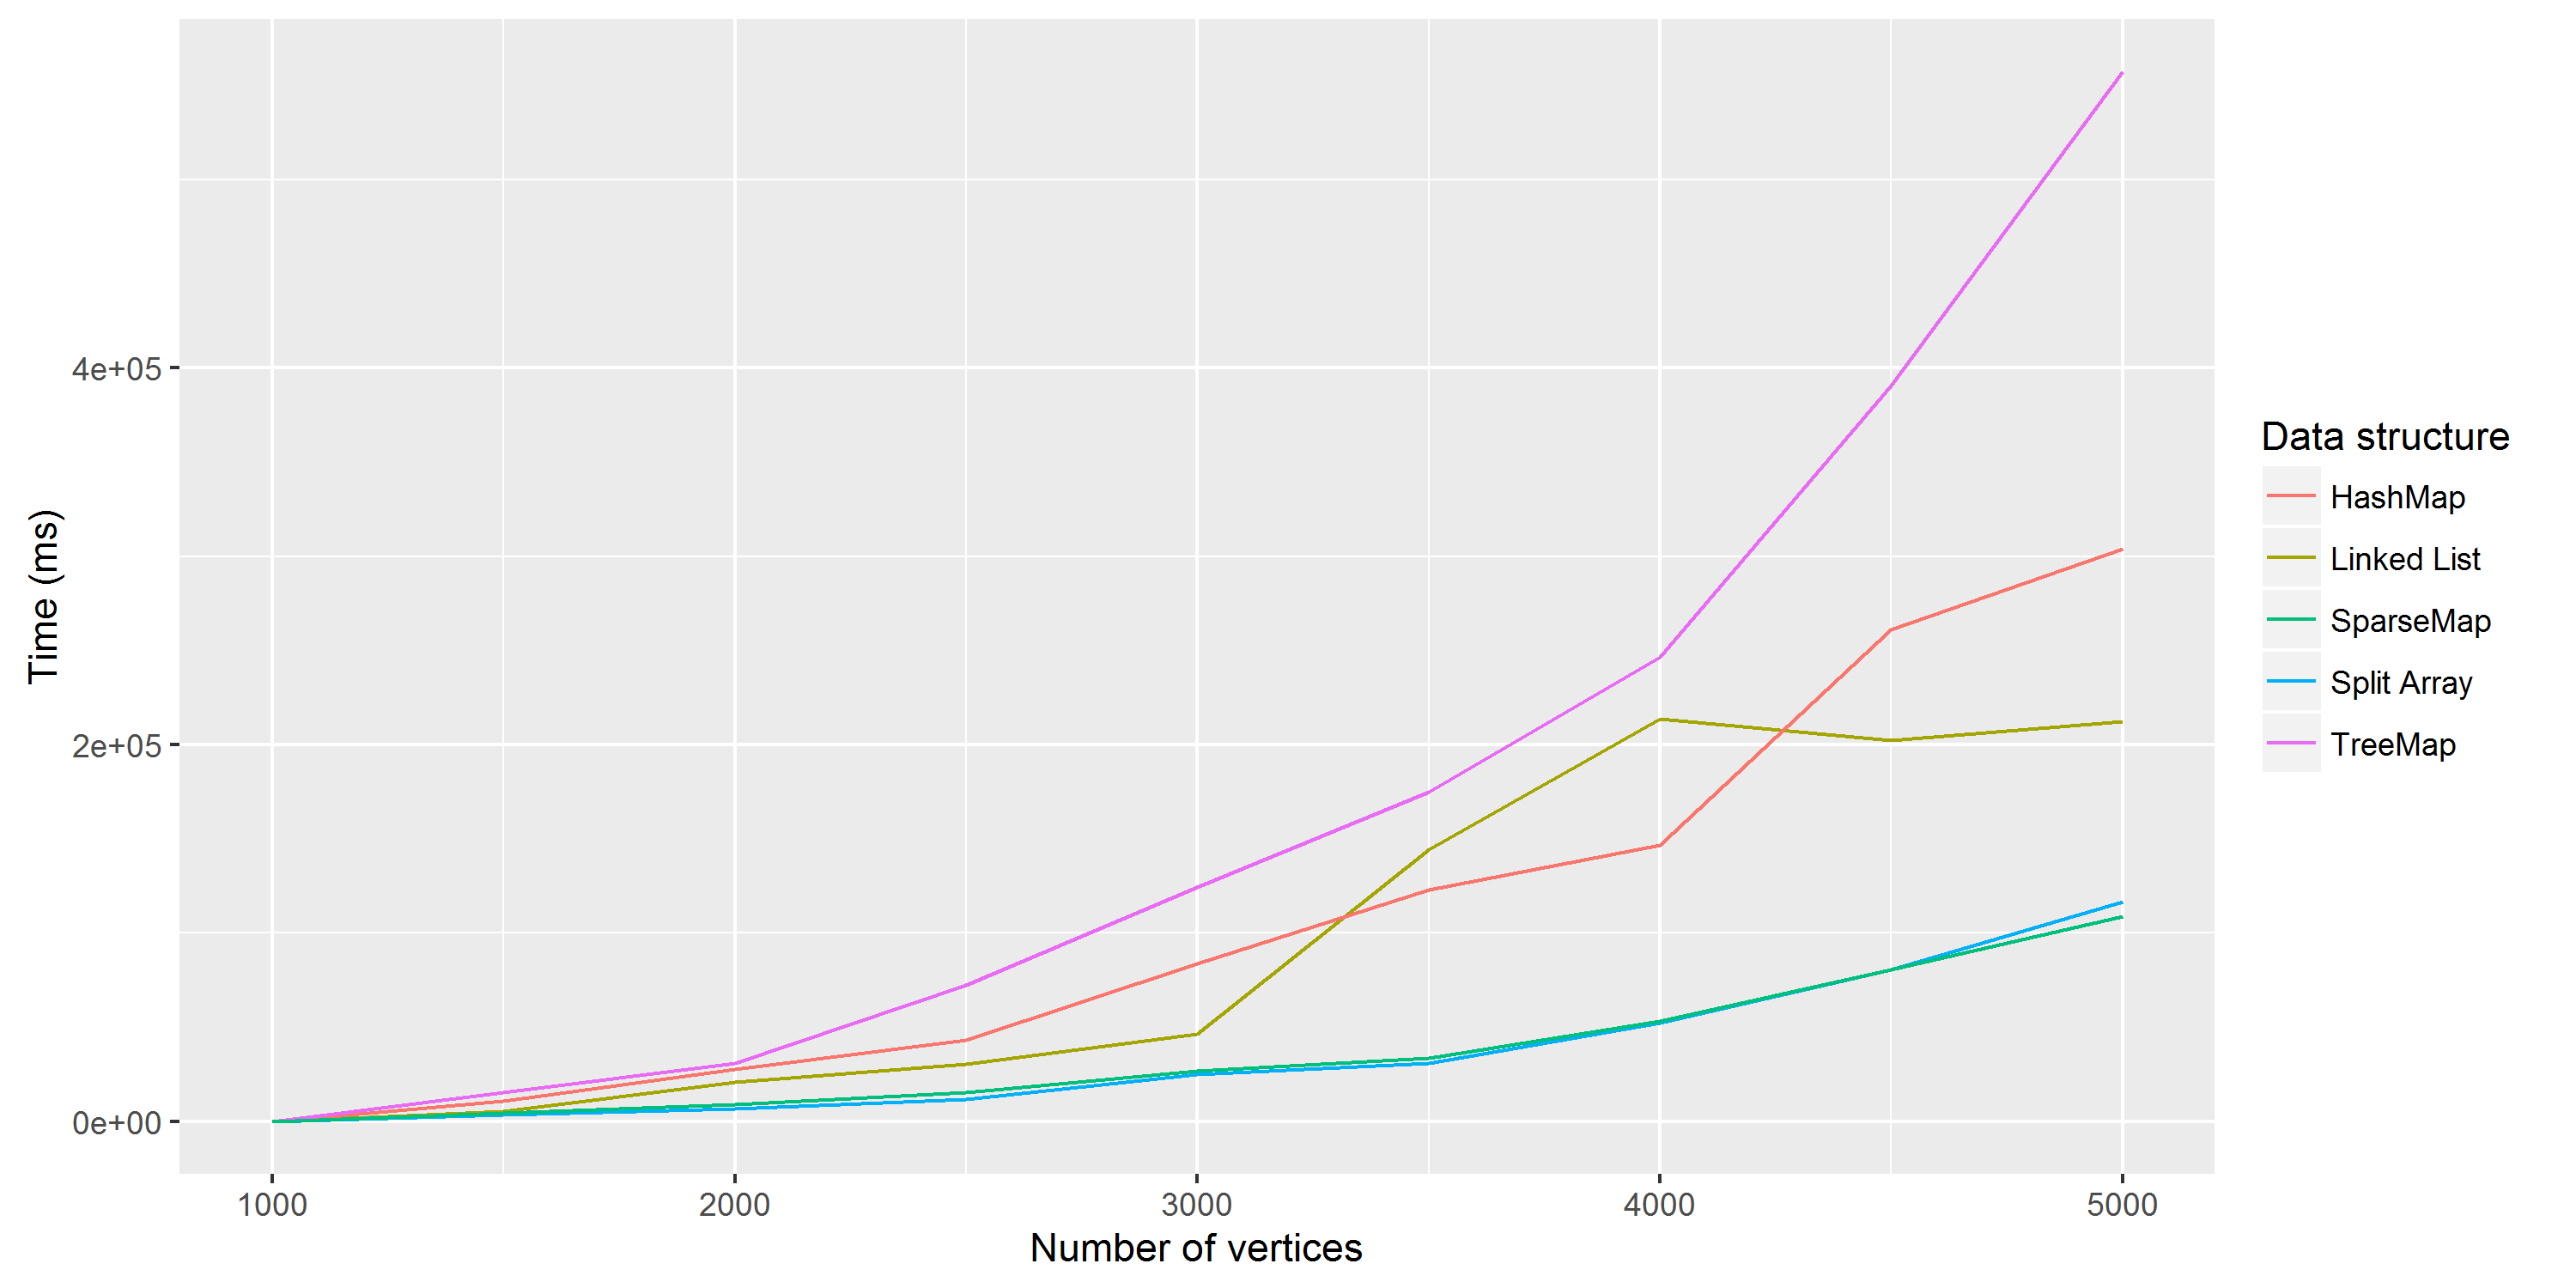 4e+05
2e+05
0e+00
Time (ms)
1000 2000 3000 4000 5000
Number of vertices
Data structure
HashMap
Linked List
SparseMap
Split Array
TreeMap